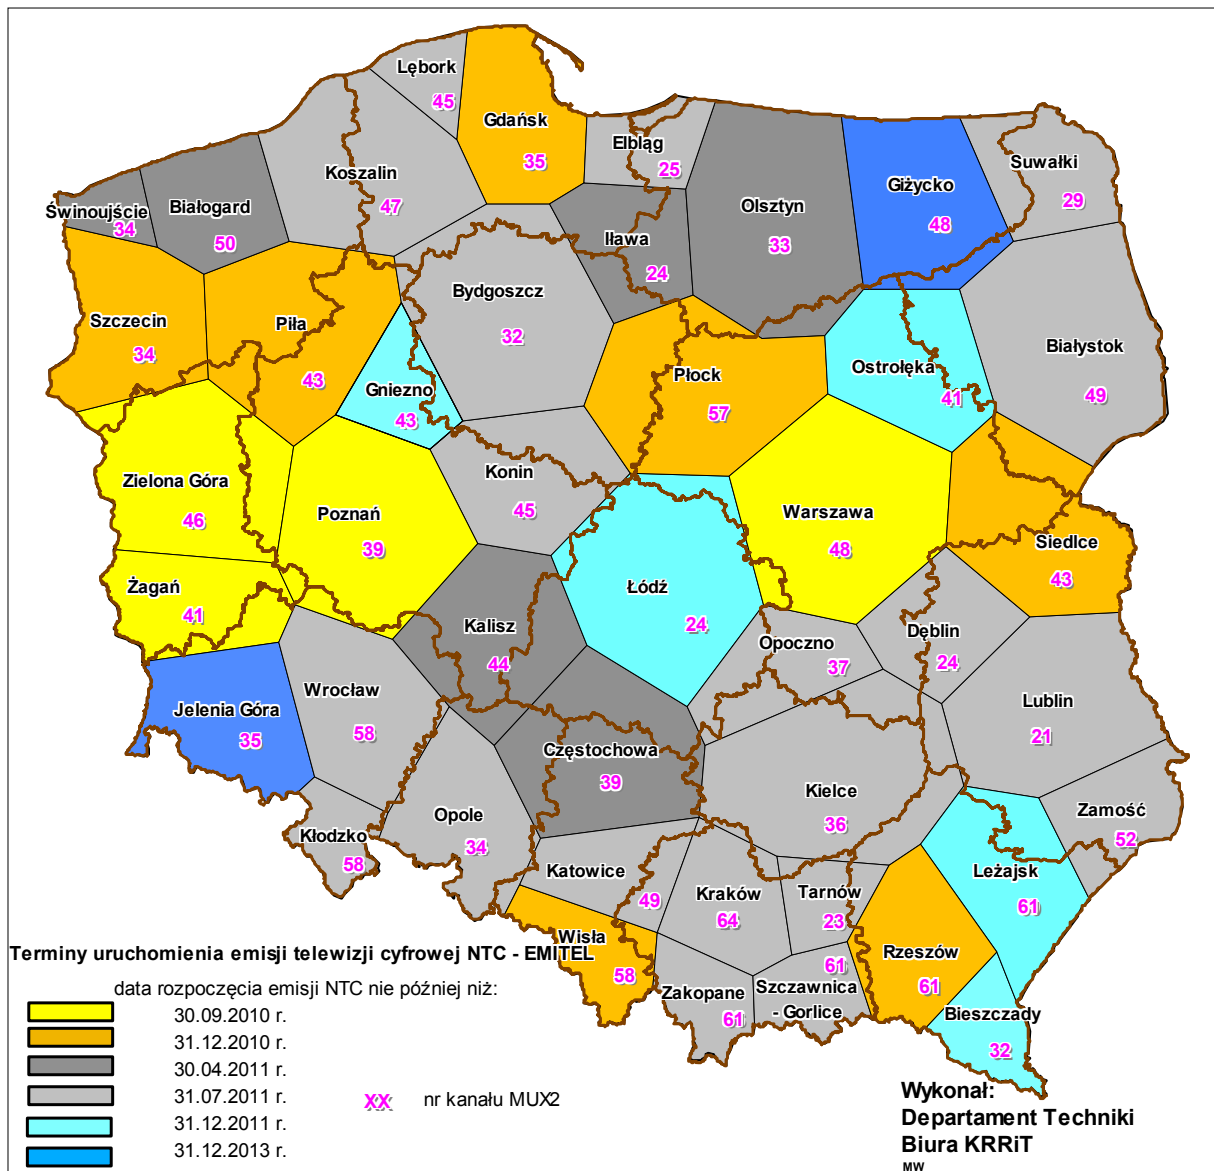 Lębork
45
Gdańsk
35
Elbląg
25
Suwałki
29
Koszalin
47
Giżycko
48
Świnoujście
34
Białogard
50
Olsztyn
33
Iława
24
Bydgoszcz
32
Szczecin
34
Piła
43
Białystok
49
Płock
57
Ostrołęka
41
Gniezno
43
Zielona Góra
46
Konin
45
Poznań
39
Warszawa
48
Siedlce
43
Żagań
41
Łódź
24
Kalisz
44
Opoczno
37
Dęblin
24
Wrocław
58
Jelenia Góra
35
Lublin
21
Częstochowa
39
Kielce
36
Zamość
52
Kłodzko
58
Opole
34
Katowice
49
Kraków
64
Tarnów
23
Leżajsk
61
Wisła
58
Rzeszów
61
Zakopane
61
61
Szczawnica
- Gorlice
Bieszczady
32
Terminy uruchomienia emisji telewizji cyfrowej NTC - EMITEL
data rozpoczęcia emisji NTC nie później niż:
30.09.2010 r.
31.12.2010 r.
30.04.2011 r.
31.07.2011 r.
31.12.2011 r.
31.12.2013 r.
XX nr kanału MUX2
Wykonał:
Departament Techniki
Biura KRRiT
MW